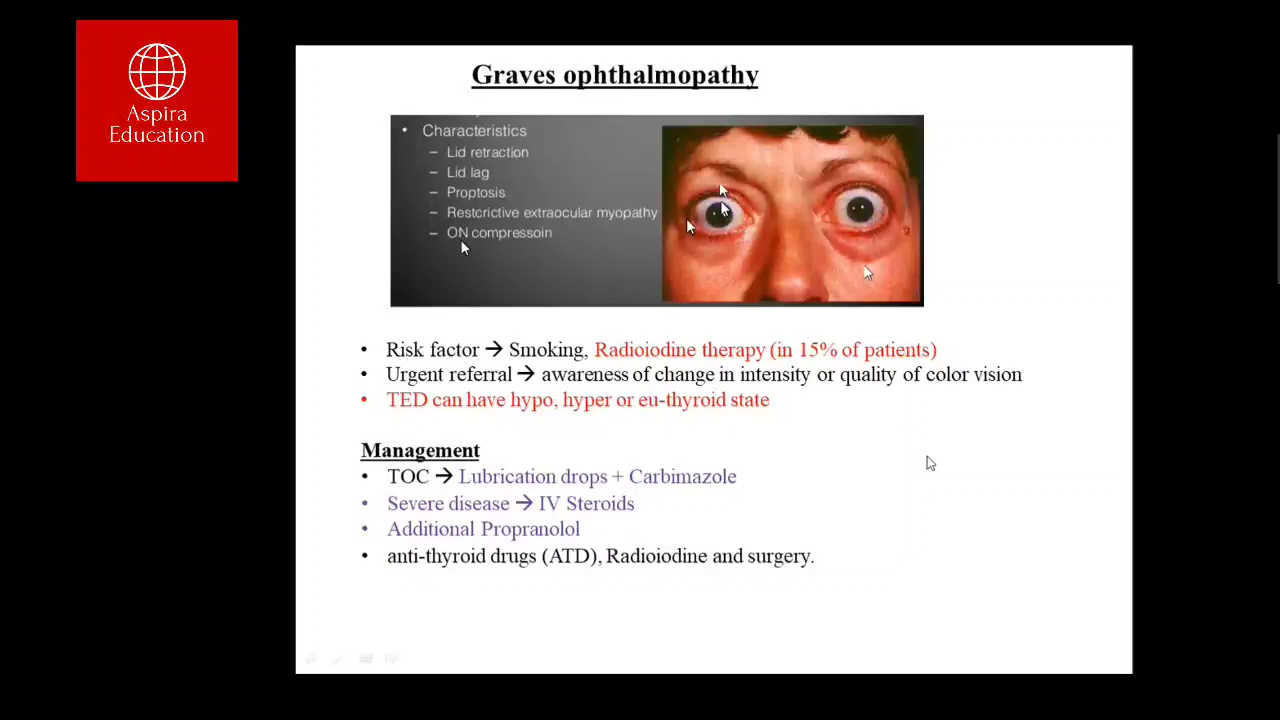 Aspira
Education
Graves ophthalmopathy
• Characteristics
– Lid retraction
– Lid lag
– Proptosis
– Restcrictive extraocular myopathy
– ON compressoin
• Risk factor → Smoking, Radioiodine therapy (in 15% of patients)
• Urgent referral → awareness of change in intensity or quality of color vision
• TED can have hypo, hyper or eu-thyroid state
Management
• TOC → Lubrication drops + Carbimazole
• Severe disease → IV Steroids
• Additional Propranolol
• anti-thyroid drugs (ATD), Radioiodine and surgery.